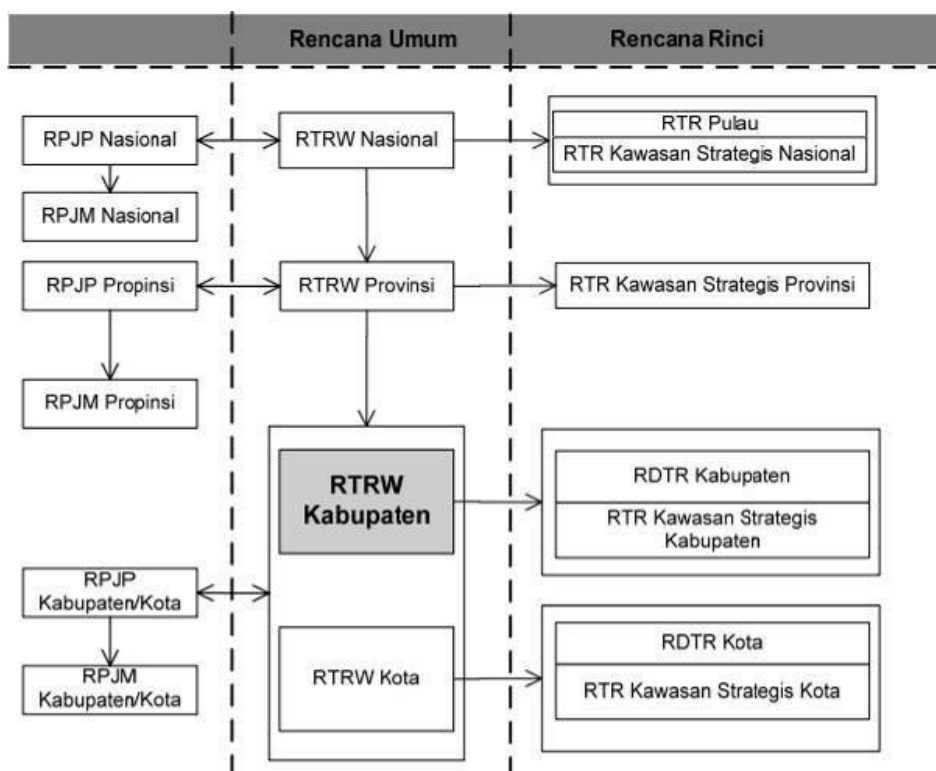 Rencana Umum
Rencana Rinci
RPJP Nasional
RTRW Nasional
RTR Pulau
RTR Kawasan Strategis Nasional
RPJM Nasional
RPJP Propinsi
RTRW Provinsi
RTR Kawasan Strategis Provinsi
RPJM Propinsi
RTRW
Kabupaten
RDTR Kabupaten
RTR Kawasan Strategis
Kabupaten
RPJP
Kabupaten/Kota
RPJM
Kabupaten/Kota
RTRW Kota
RDTR Kota
RTR Kawasan Strategis Kota